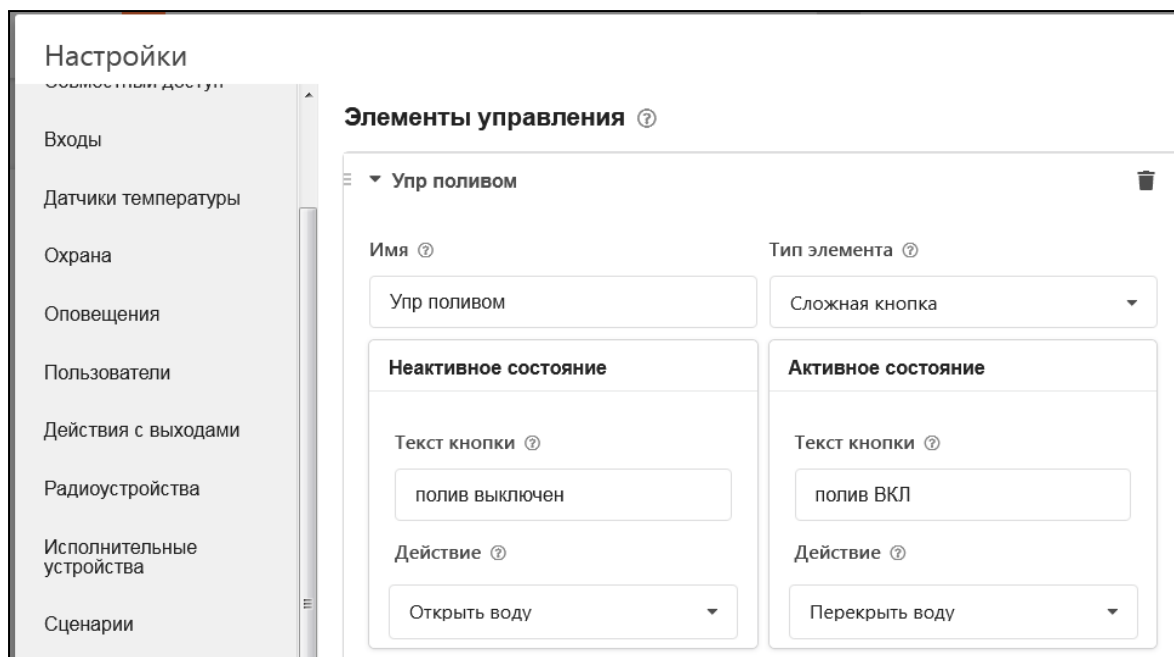 Настройки
Совместный доступ
Входы
Датчики температуры
Охрана
Оповещения
Пользователи
Действия с выходами
Радиоустройства
Исполнительные
устройства
Сценарии
Элементы управления
Упр поливом
Имя
Тип элемента
Упр поливом
Сложная кнопка
Неактивное состояние
Активное состояние
Текст кнопки
Текст кнопки
полив выключен
полив ВКЛ
Действие
Действие
Открыть воду
Перекрыть воду